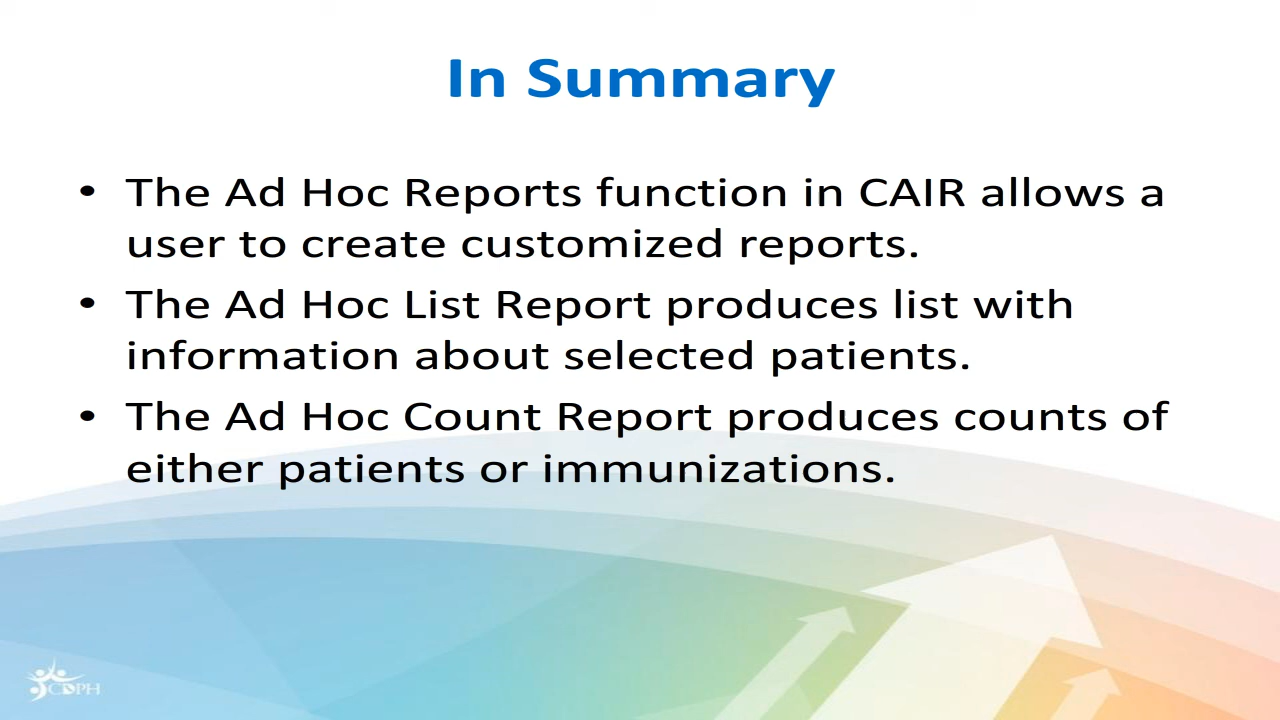 In Summary
• The Ad Hoc Reports function in CAIR allows a
user to create customized reports.
• The Ad Hoc List Report produces list with
information about selected patients.
• The Ad Hoc Count Report produces counts of
either patients or immunizations.
CDPH